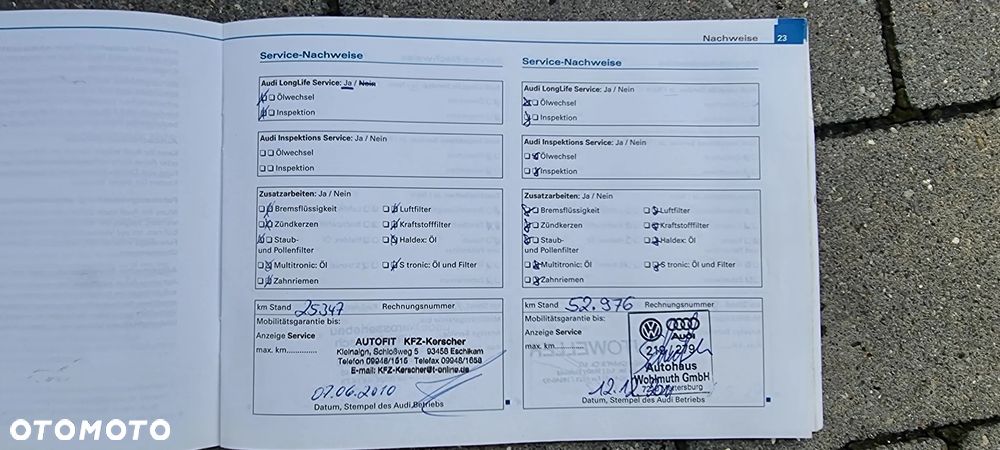 Nachweise 23
Service-Nachweise
Audi LongLife Service: Ja / Nein
Ölwechsel
Inspektion
Audi Inspektions Service: Ja / Nein
Ölwechsel
Inspektion
Zusatzarbeiten: Ja / Nein
Bremsflüssigkeit Luftfilter
Zündkerzen Kraftstofffilter
Staub- Haldex: Öl
und Pollenfilter
Multitronic: Öl S tronic: Öl und Filter
Zahnriemen
km Stand 25.347 Rechnungsnummer
Mobilitätsgarantie bis:
Anzeige Service
max. km..............
AUTOFIT KFZ-Kerscher
Kleinaign, Schloßweg 5 93458 Eschlkam
Telefon 09948/1515 Telefax 09948/1658
E-mail: KFZ-Kerscher@t-online.de
07.06.2010
Datum, Stempel des Audi Betriebs
Service-Nachweise
Audi LongLife Service: Ja / Nein
Ölwechsel
Inspektion
Audi Inspektions Service: Ja / Nein
Ölwechsel
Inspektion
Zusatzarbeiten: Ja / Nein
Bremsflüssigkeit Luftfilter
Zündkerzen Kraftstofffilter
Staub- Haldex: Öl
und Pollenfilter
Multitronic: Öl S tronic: Öl und Filter
Zahnriemen
km Stand 52.976 Rechnungsnummer
Mobilitätsgarantie bis:
Anzeige Service
max. km..............
Audi
Autohaus
Wohlmuth GmbH
12.12.
Datum, Stempel des Audi Betriebs
OTOMOTO